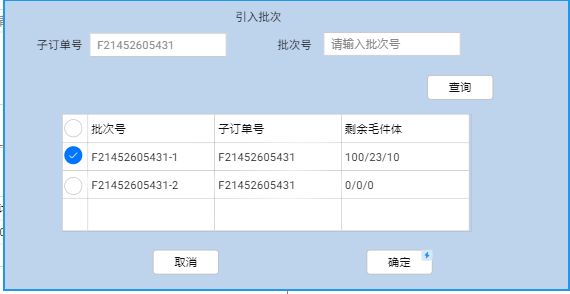 引入批次
子订单号 F21452605431 批次号 请输入批次号
查询
批次号 子订单号 剩余毛件体
F21452605431-1 F21452605431 100/23/10
F21452605431-2 F21452605431 0/0/0
取消 确定